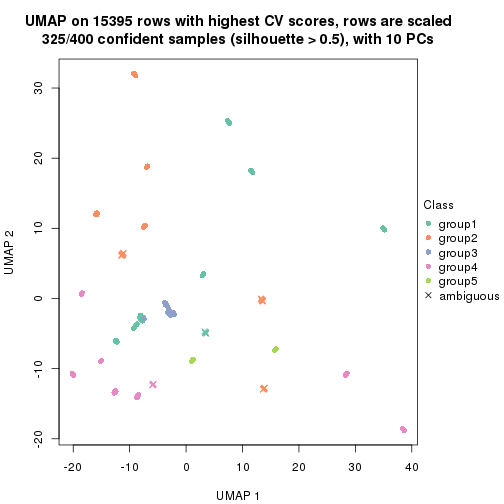 UMAP on 15395 rows with highest CV scores, rows are scaled
325/400 confident samples (silhouette > 0.5), with 10 PCs
30
20
10
0
-10
-20
UMAP 2
-20
-10
0
10
20
30
40
UMAP 1
Class
group1
group2
group3
group4
group5
ambiguous